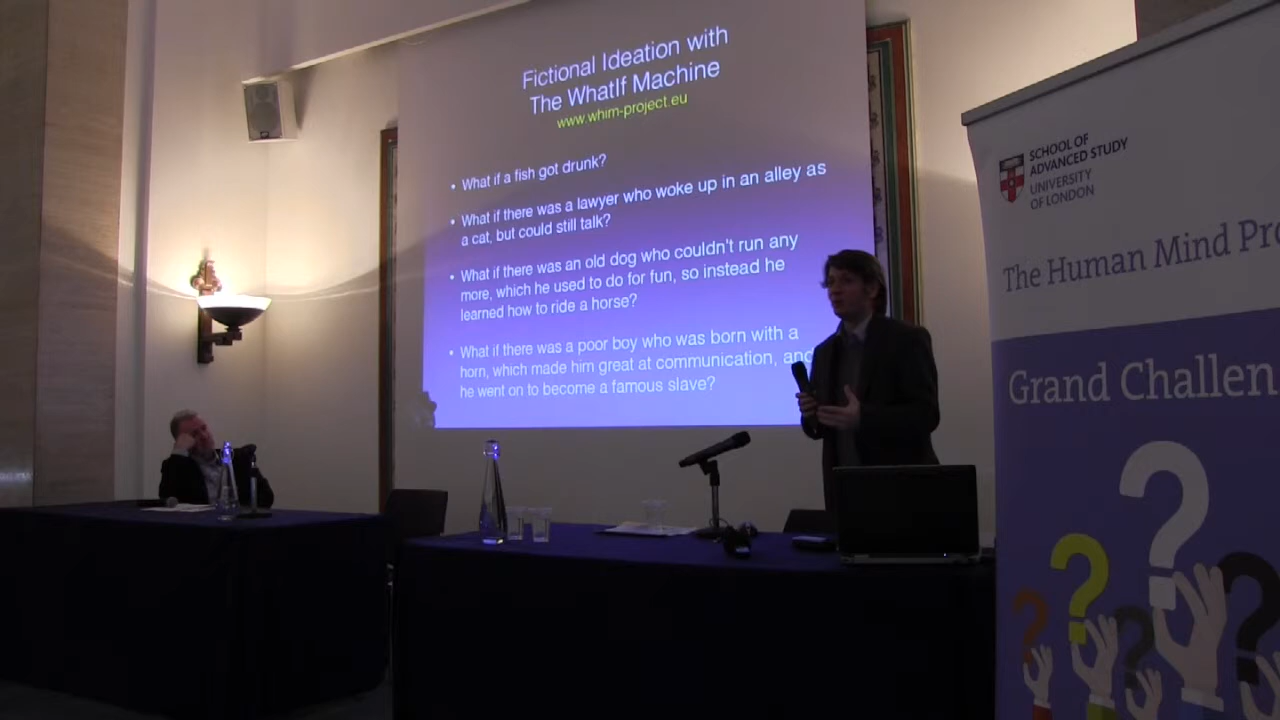 Fictional Ideation with
The WhatIf Machine
www.whim-project.eu
• What if a fish got drunk?
• What if there was a lawyer who woke up in an alley as
a cat, but could still talk?
• What if there was an old dog who couldn't run any
more, which he used to do for fun, so instead he
learned how to ride a horse?
• What if there was a poor boy who was born with a
horn, which made him great at communication, and
he went on to become a famous slave?
SCHOOL OF
ADVANCED STUDY
UNIVERSITY
OF LONDON
The Human Mind Pro
Grand Challen
? ? ? ? ? ?